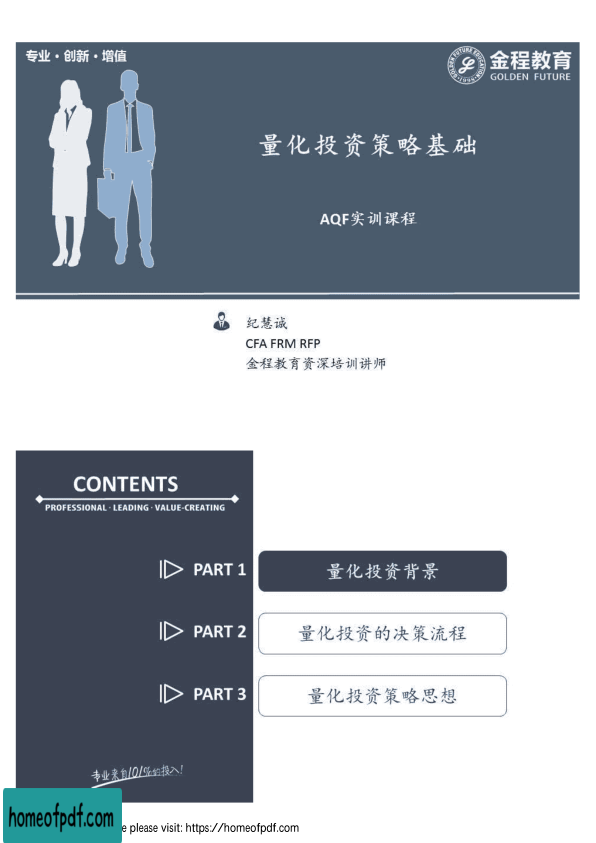 专业·创新·增值
金程教育
GOLDEN FUTURE
量化投资策略基础
AQF实训课程
纪慧诚
CFA FRM RFP
金程教育资深培训讲师
CONTENTS
PROFESSIONAL·LEADING·VALUE-CREATING
PART 1
量化投资背景
PART 2
量化投资的决策流程
PART 3
量化投资策略思想
专业来自101%的投入!
homeofpdf.com
e please visit: https://homeofpdf.com